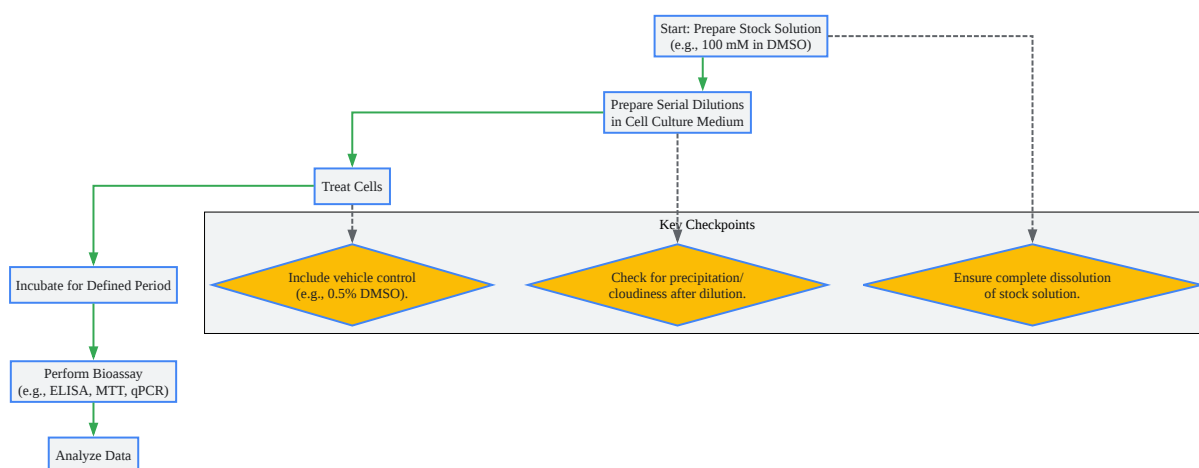 Start: Prepare Stock Solution
(e.g., 100 mM in DMSO)
Prepare Serial Dilutions
in Cell Culture Medium
Treat Cells
Key Checkpoints
Include vehicle control
(e.g., 0.5% DMSO).
Check for precipitation/
cloudiness after dilution.
Ensure complete dissolution
of stock solution.
Incubate for Defined Period
Perform Bioassay
(e.g., ELISA, MTT, qPCR)
Analyze Data